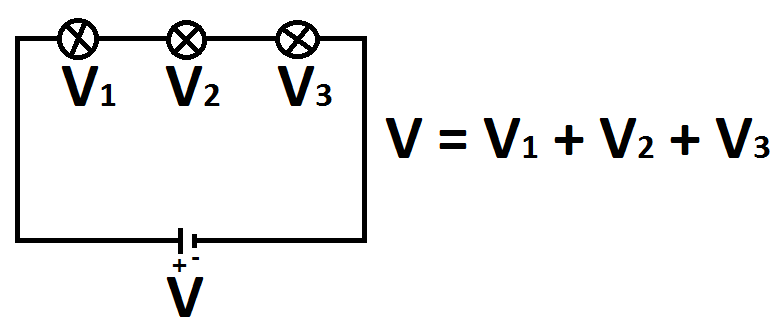 V₁ V₂ V₃
V = V₁ + V₂ + V₃
+ -
V